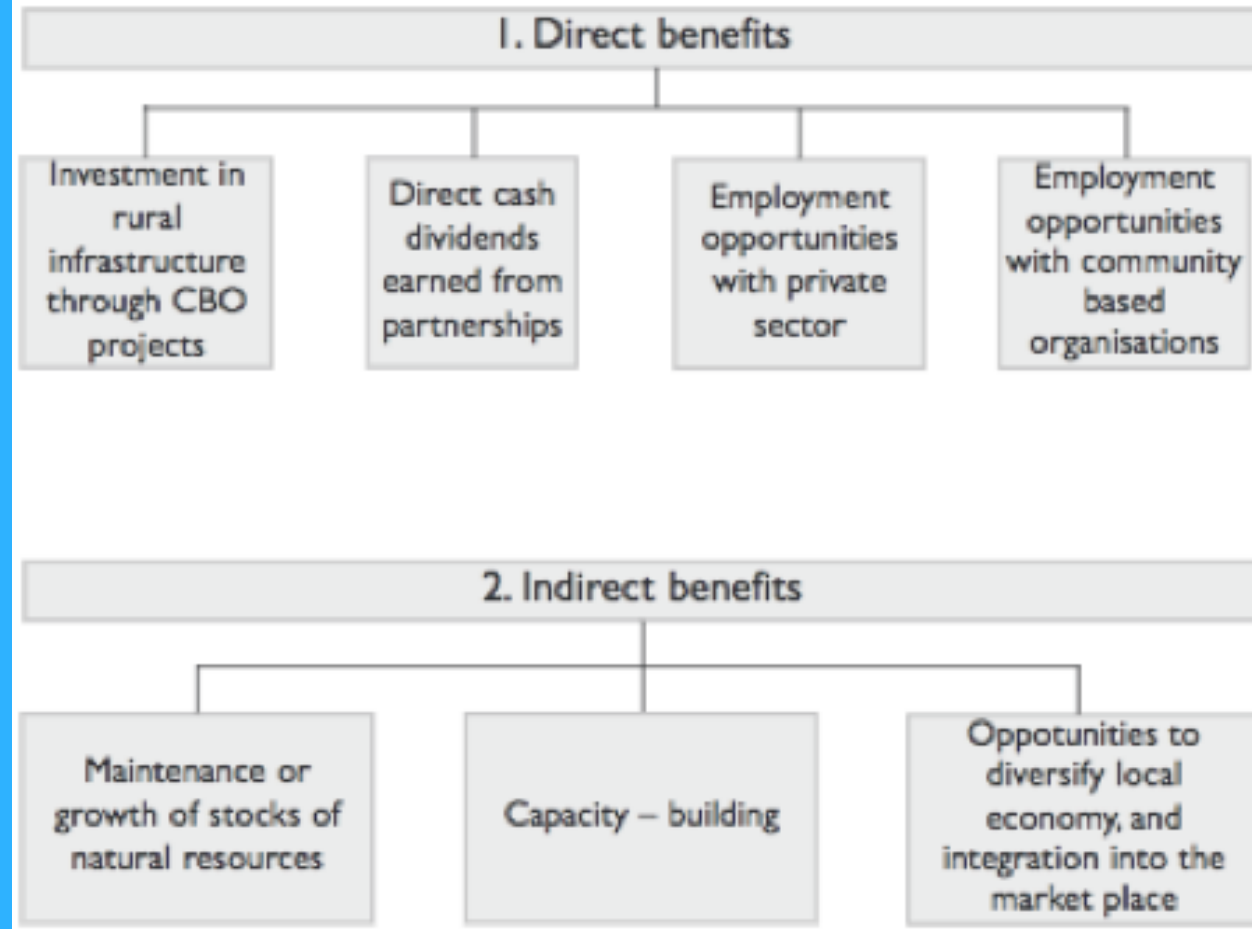 1. Direct benefits
Investment in
rural
infrastructure
through CBO
projects
Direct cash
dividends
earned from
partnerships
Employment
opportunities
with private
sector
Employment
opportunities
with community
based
organisations
2. Indirect benefits
Maintenance or
growth of stocks of
natural resources
Capacity – building
Oppotunities to
diversify local
economy, and
integration into the
market place